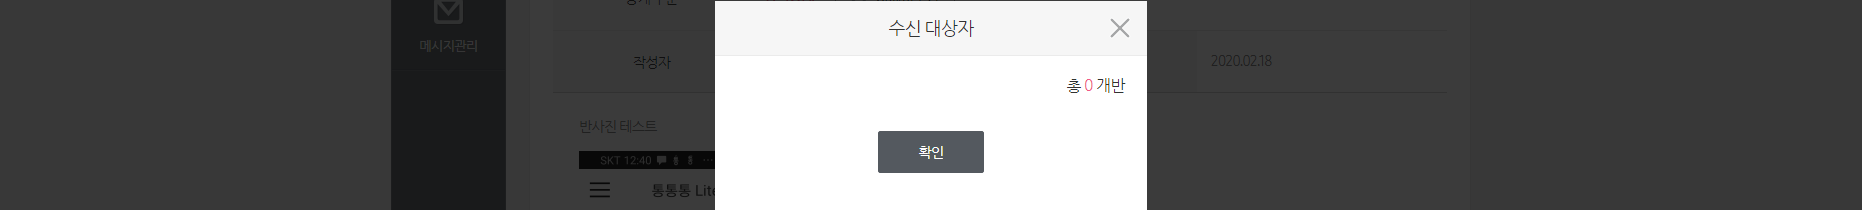 메시지관리
작성자
2020.02.18
반사진 테스트
SKT 12:40
통통통 Lite
수신 대상자
총 0 개반
확인